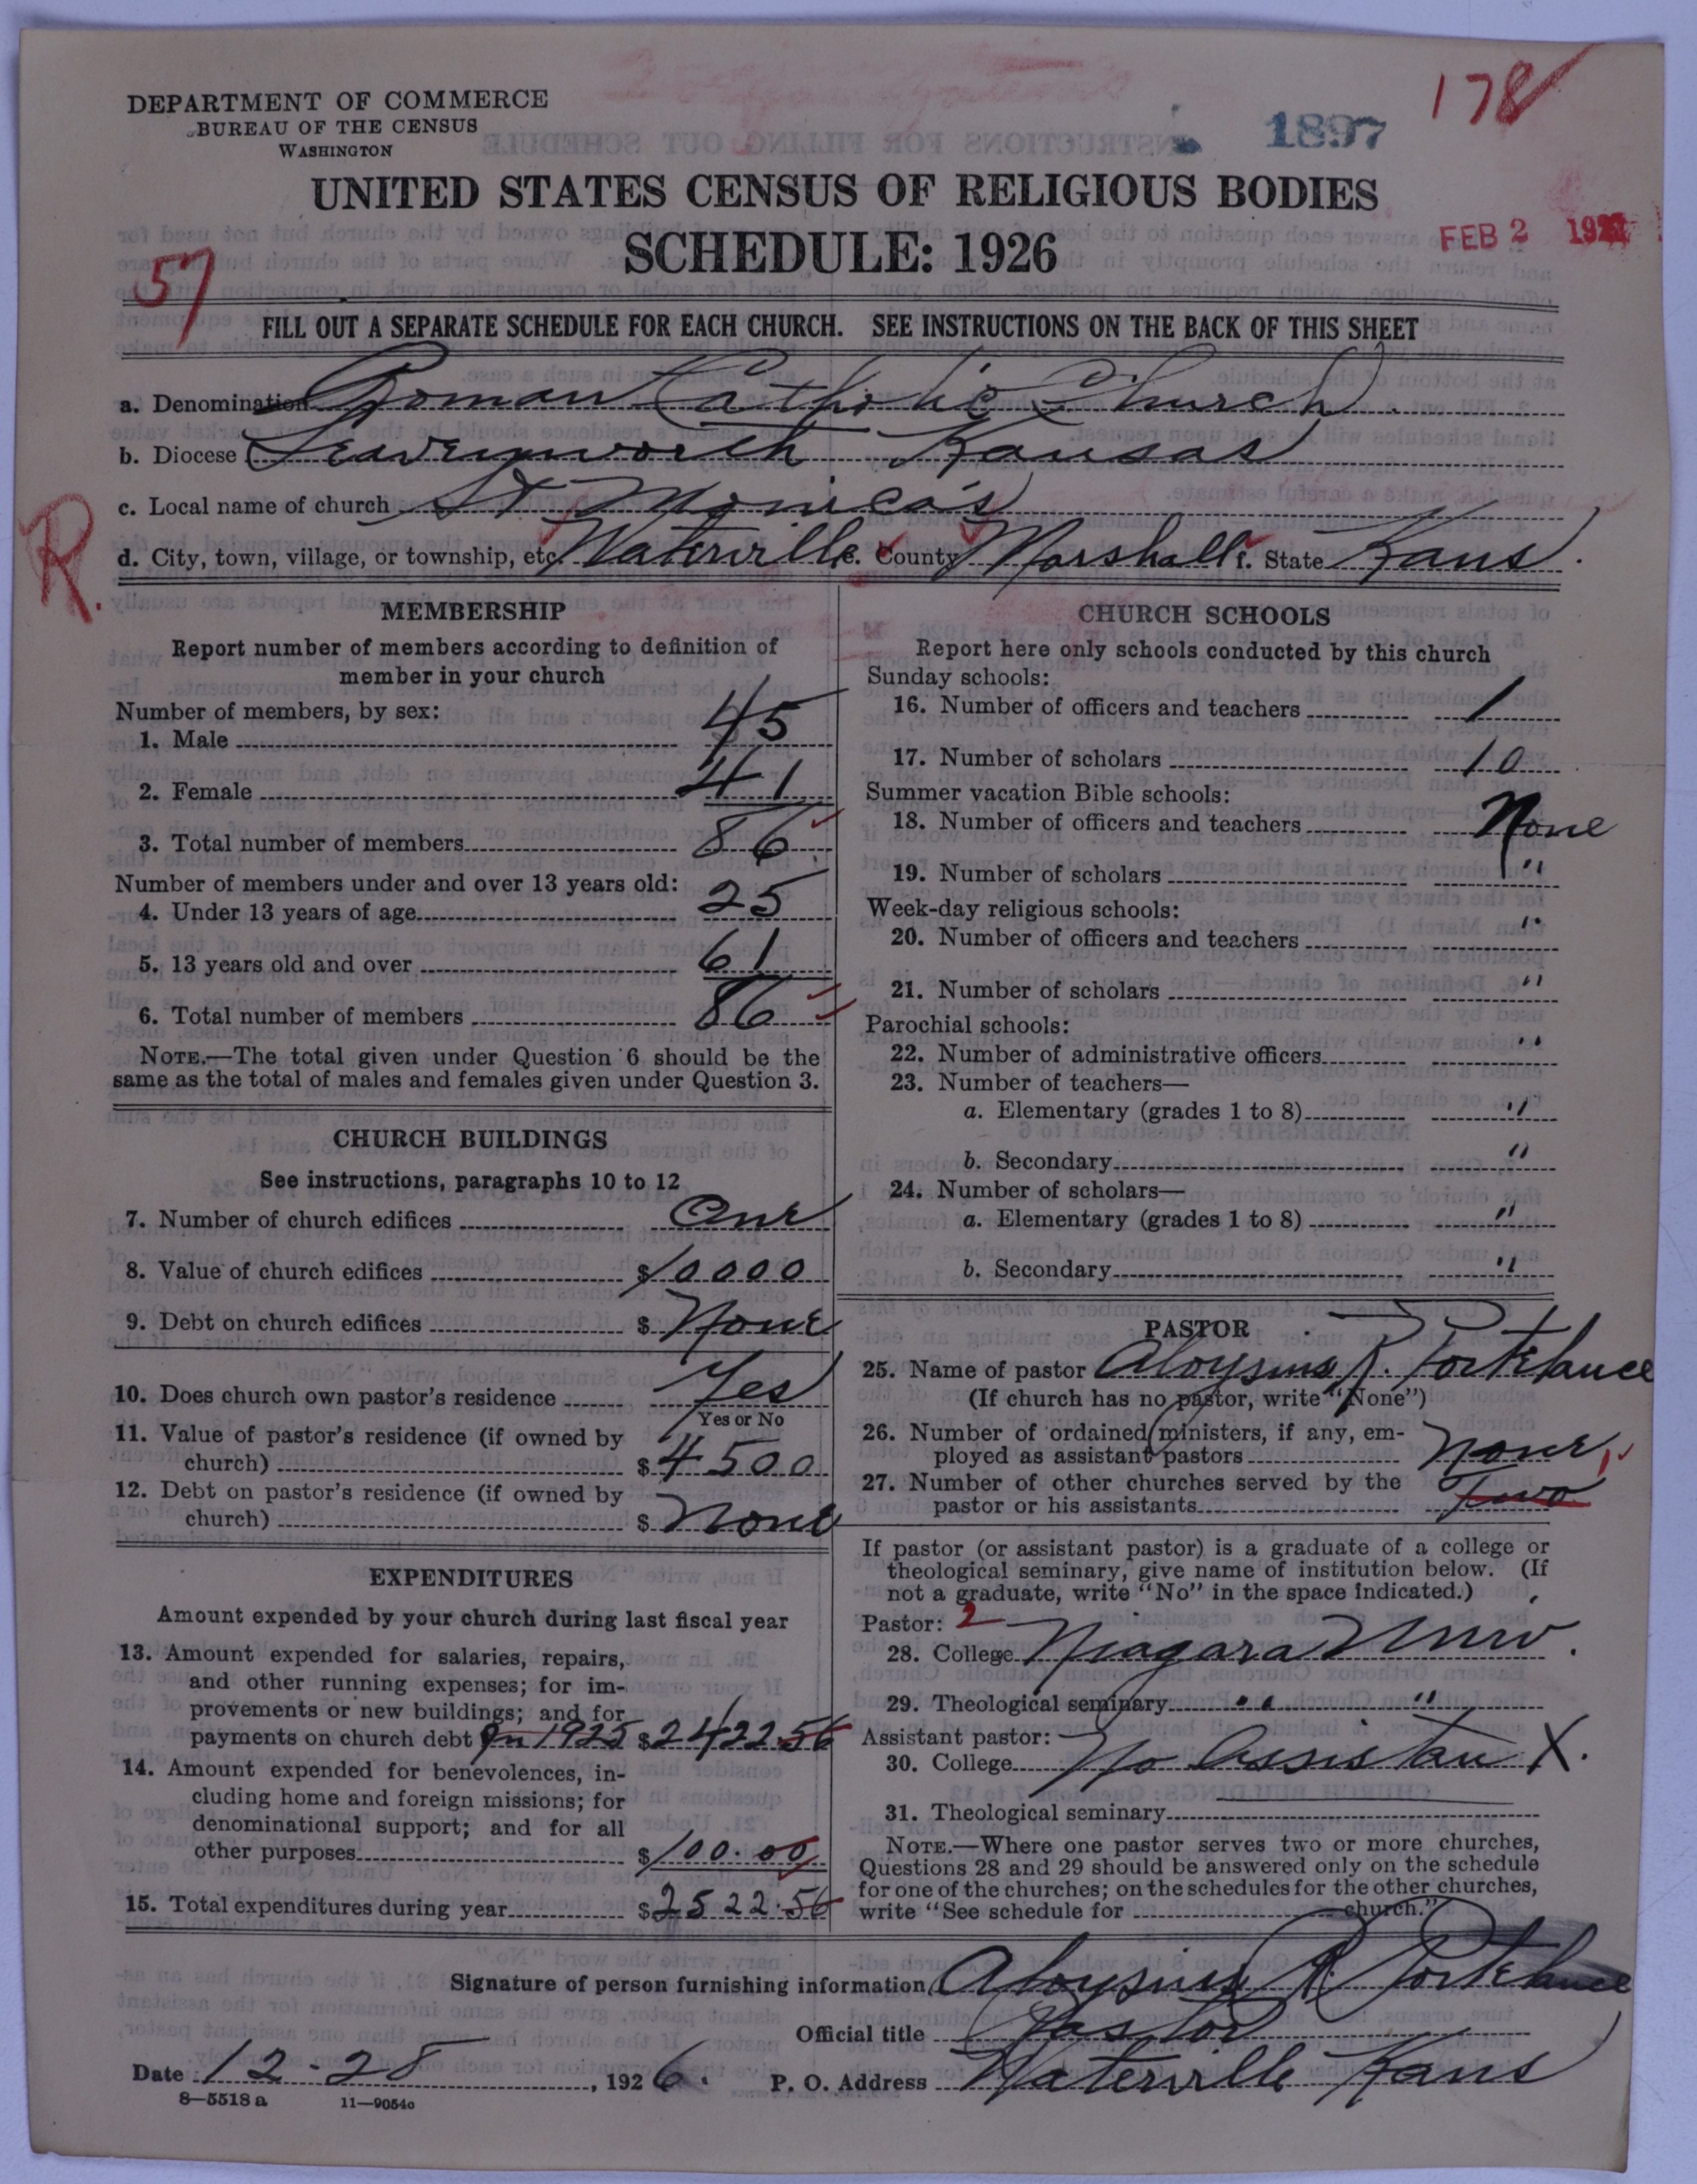 178
DEPARTMENT OF COMMERCE
BUREAU OF THE CENSUS
WASHINGTON
1897
UNITED STATES CENSUS OF RELIGIOUS BODIES
SCHEDULE: 1926
FEB 2 192
57
FILL OUT A SEPARATE SCHEDULE FOR EACH CHURCH. SEE INSTRUCTIONS ON THE BACK OF THIS SHEET
a. Denomination Roman Catholic Church
b. Diocese Leavenworth Kansas
c. Local name of church St Monica's
R.
d. City, town, village, or township, etc. Waterville e. County Marshall f. State Kans.
MEMBERSHIP
Report number of members according to definition of
member in your church
Number of members, by sex:
1. Male 45
2. Female 41
3. Total number of members 86
Number of members under and over 13 years old:
4. Under 13 years of age 25
5. 13 years old and over 61
6. Total number of members 86
NOTE.—The total given under Question 6 should be the
same as the total of males and females given under Question 3.
CHURCH BUILDINGS
See instructions, paragraphs 10 to 12
7. Number of church edifices One
8. Value of church edifices $10000
9. Debt on church edifices $ None
10. Does church own pastor's residence Yes
Yes or No
11. Value of pastor's residence (if owned by
church) $4500
12. Debt on pastor's residence (if owned by
church) $ None
EXPENDITURES
Amount expended by your church during last fiscal year
13. Amount expended for salaries, repairs,
and other running expenses; for im-
provements or new buildings; and for
payments on church debt In 1925 $2422.56
14. Amount expended for benevolences, in-
cluding home and foreign missions; for
denominational support; and for all
other purposes $100.00
15. Total expenditures during year $2522.56
CHURCH SCHOOLS
Report here only schools conducted by this church
Sunday schools:
16. Number of officers and teachers 1
17. Number of scholars 10
Summer vacation Bible schools:
18. Number of officers and teachers None
19. Number of scholars "
Week-day religious schools:
20. Number of officers and teachers "
21. Number of scholars "
Parochial schools:
22. Number of administrative officers "
23. Number of teachers—
a. Elementary (grades 1 to 8) "
b. Secondary "
24. Number of scholars—
a. Elementary (grades 1 to 8) "
b. Secondary "
PASTOR
25. Name of pastor Aloysius R. Portelance
(If church has no pastor, write "None")
26. Number of ordained ministers, if any, em-
ployed as assistant pastors None
27. Number of other churches served by the
pastor or his assistants Two
If pastor (or assistant pastor) is a graduate of a college or
theological seminary, give name of institution below. (If
not a graduate, write "No" in the space indicated.)
Pastor: 2
28. College Niagara Univ.
29. Theological seminary " "
Assistant pastor:
30. College No Assistan X.
31. Theological seminary
NOTE.—Where one pastor serves two or more churches,
Questions 28 and 29 should be answered only on the schedule
for one of the churches; on the schedules for the other churches,
write "See schedule for church."
Signature of person furnishing information Aloysius R. Portelance
Official title Pastor
Date 12-28, 1926. P. O. Address Waterville Kans
8—5518 a 11—9054c